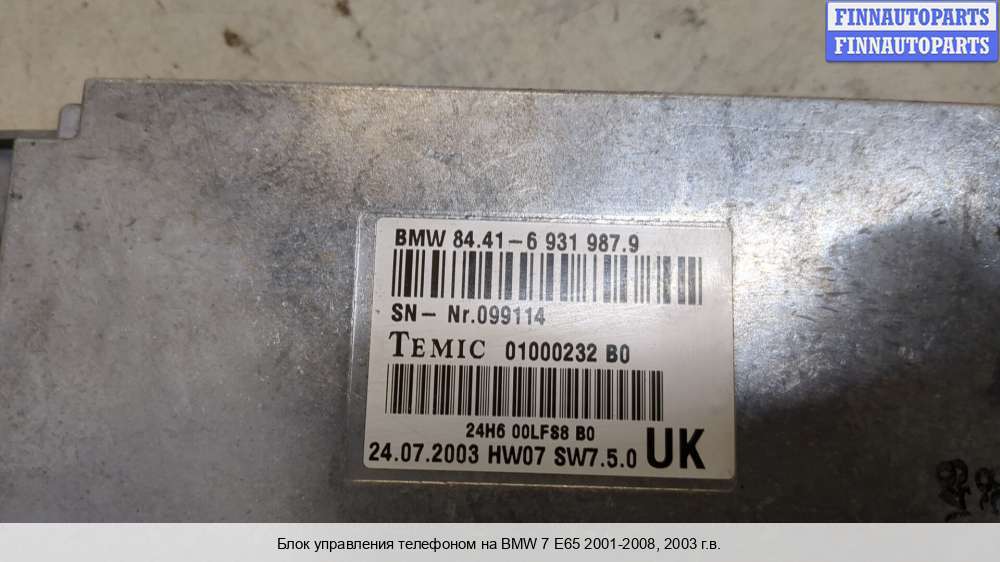 FINNAUTOPARTS
FINNAUTOPARTS
BMW 84.41-6 931 987.9
SN- Nr.099114
TEMIC 01000232 B0
24H6 00LFS8 B0
24.07.2003 HW07 SW7.5.0 UK
Блок управления телефоном на BMW 7 E65 2001-2008, 2003 г.в.